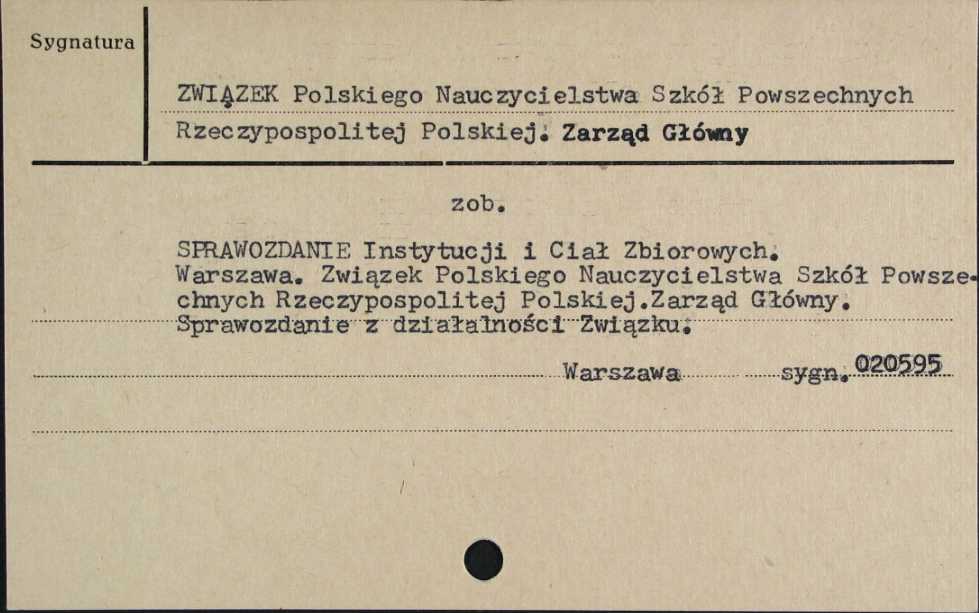 Sygnatura
ZWIĄZEK Polskiego Nauczycielstwa Szkół Powszechnych
Rzeczypospolitej Polskiej. Zarząd Główny
zob.
SPRAWOZDANIE Instytucji i Ciał Zbiorowych.
Warszawa. Związek Polskiego Nauczycielstwa Szkół Powsze-
chnych Rzeczypospolitej Polskiej.Zarząd Główny.
Sprawozdanie z działalności Związku.
Warszawa sygn. 020595